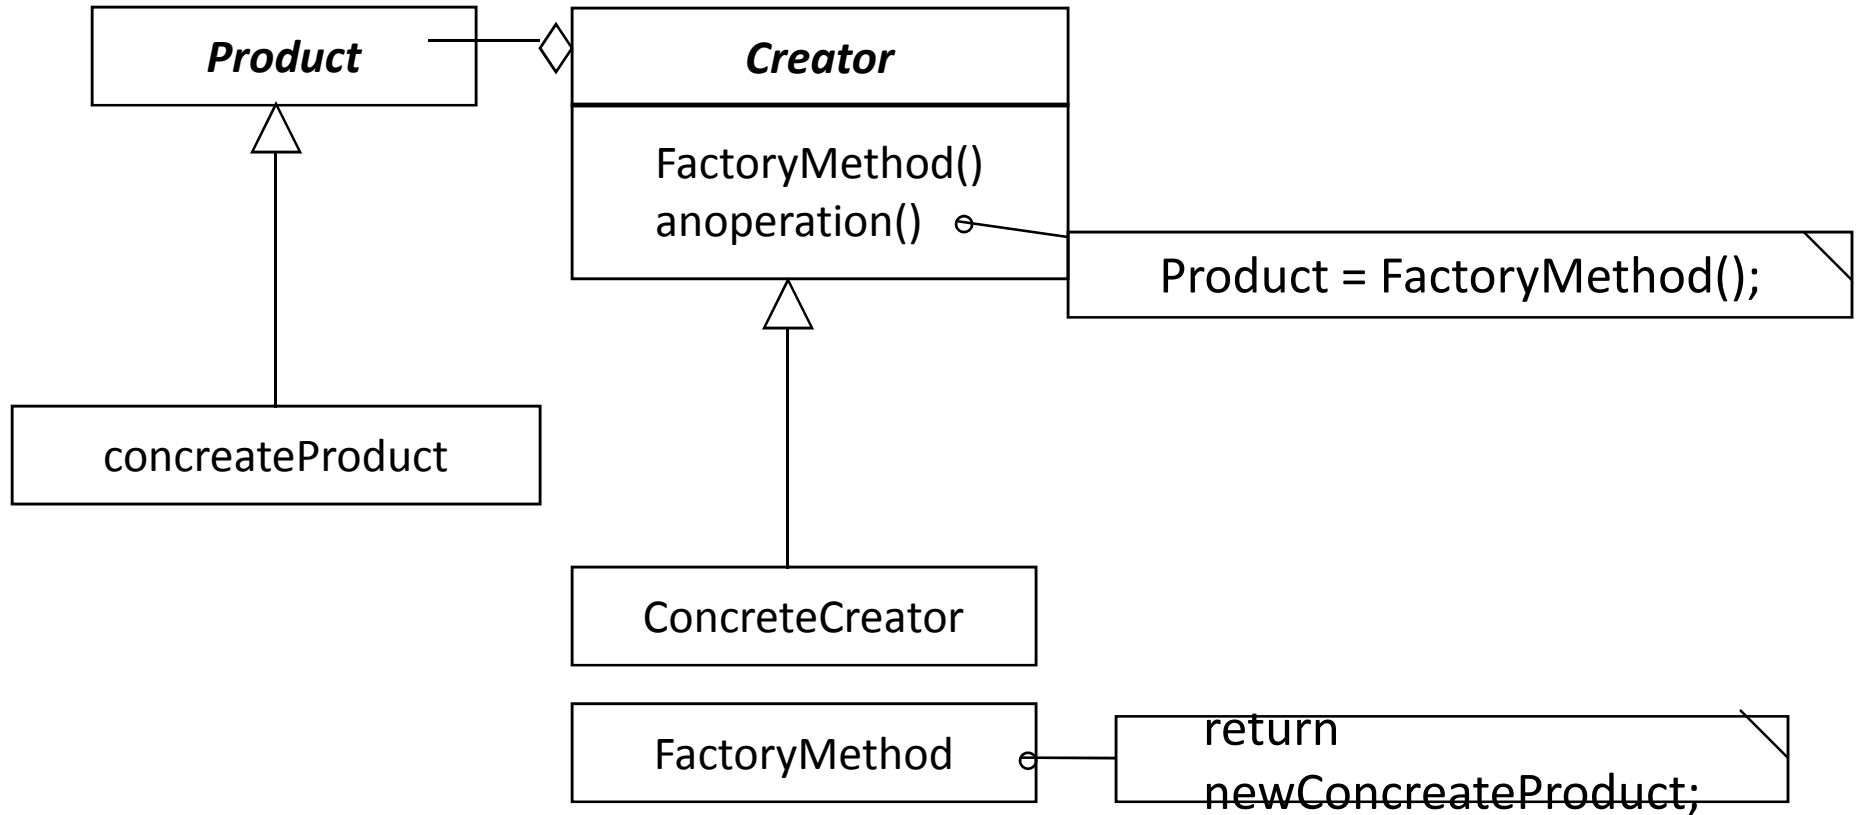 Product
Creator
FactoryMethod()
anoperation()
Product = FactoryMethod();
concreateProduct
ConcreteCreator
FactoryMethod
return
newConcreateProduct;